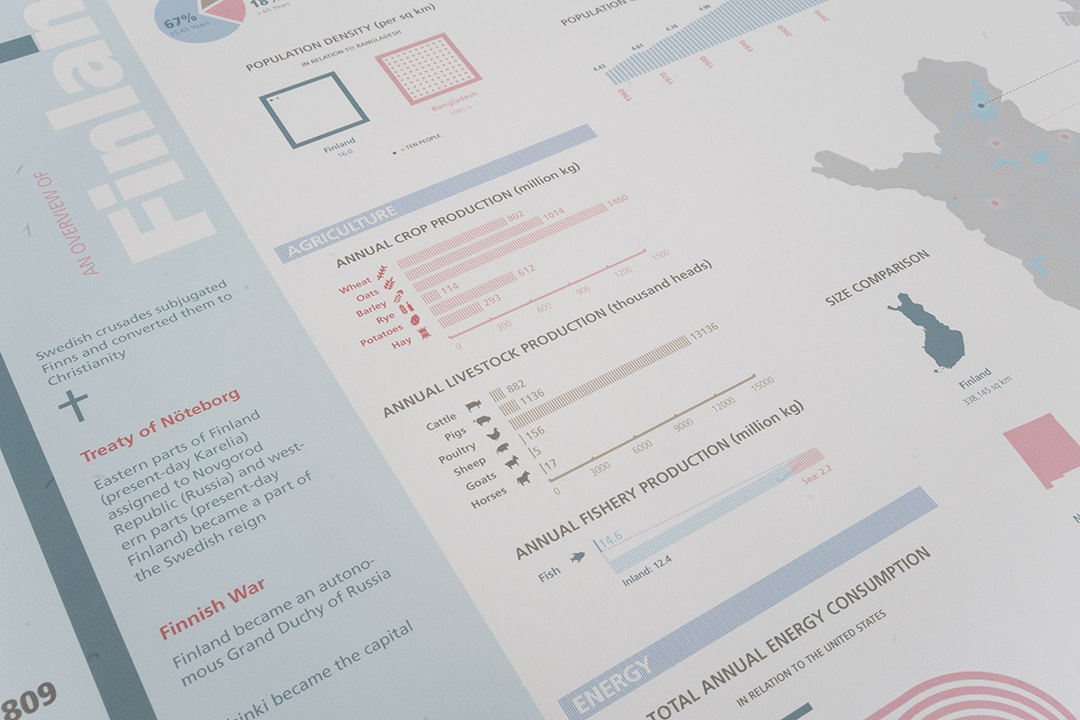 Finlan
AN OVERVIEW OF
Swedish crusades subjugated
Finns and converted them to
Christianity
Treaty of Nöteborg
Eastern parts of Finland
(present-day Karelia)
assigned to Novgorod
Republic (Russia) and west-
ern parts (present-day
Finland) became a part of
the Swedish reign
Finnish War
Finland became an autono-
mous Grand Duchy of Russia
809
inki became the capital
67%
15-65 Years
18
> 65 Years
POPULATION DENSITY (per sq km)
IN RELATION TO BANGLADESH
Finland
16.0
Bangladesh
1087.5
= TEN PEOPLE
POPULATION
4.43
4.61
4.78
4.99
1960
1970
1980
1990
2000
2010
AGRICULTURE
ANNUAL CROP PRODUCTION (million kg)
Wheat
802
Oats
1014
Barley
1460
Rye
114
Potatoes
612
Hay
293
0
300
600
900
1200
1500
ANNUAL LIVESTOCK PRODUCTION (thousand heads)
Cattle
882
Pigs
1136
Poultry
13136
Sheep
156
Goats
5
Horses
17
0
3000
6000
9000
12000
15000
ANNUAL FISHERY PRODUCTION (million kg)
Fish
14.6
Inland: 12.4
Sea: 2.2
SIZE COMPARISON
Finland
338,145 sq km
ENERGY
TOTAL ANNUAL ENERGY CONSUMPTION
IN RELATION TO THE UNITED STATES